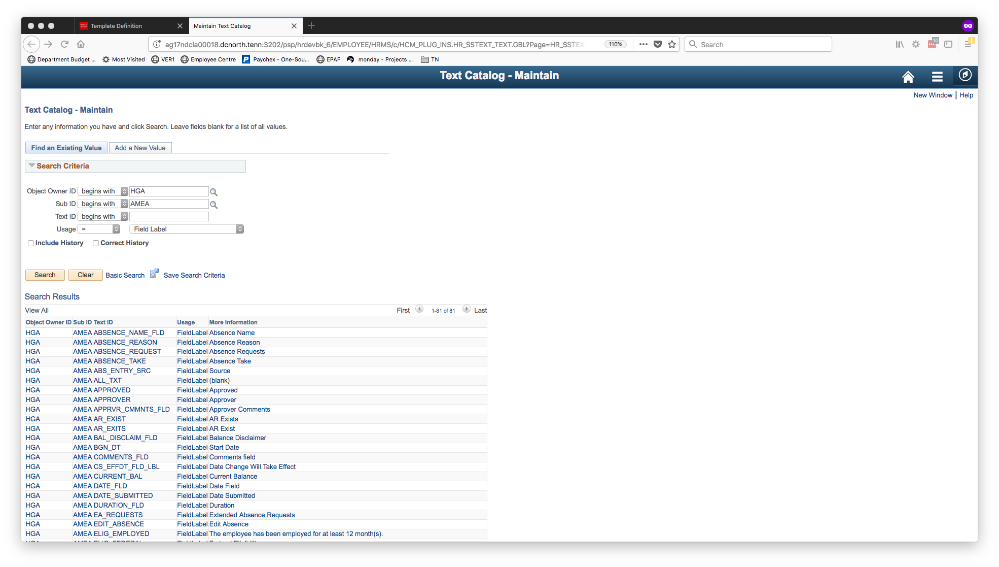 Template Definition
Maintain Text Catalog
ag17ndcla00018.dcnorth.tenn:3202/psp/hrdevbk_6/EMPLOYEE/HRMS/c/HCM_PLUG_INS.HR_SSTEXT_TEXT.GBL?Page=HR_SSTEX
110%
Search
10
Department Budget ...
Most Visited
VER1
Employee Centre
Paychex - One-Sou...
EPAF
monday - Projects ...
TN
Text Catalog - Maintain
New Window | Help
Text Catalog - Maintain
Enter any information you have and click Search. Leave fields blank for a list of all values.
Find an Existing Value
Add a New Value
Search Criteria
Object Owner ID begins with HGA
Sub ID begins with AMEA
Text ID begins with
Usage = Field Label
Include History Correct History
Search Clear Basic Search Save Search Criteria
Search Results
View All First 1-81 of 81 Last
Object Owner ID Sub ID Text ID Usage More Information
HGA AMEA ABSENCE_NAME_FLD FieldLabel Absence Name
HGA AMEA ABSENCE_REASON FieldLabel Absence Reason
HGA AMEA ABSENCE_REQUEST FieldLabel Absence Requests
HGA AMEA ABSENCE_TAKE FieldLabel Absence Take
HGA AMEA ABS_ENTRY_SRC FieldLabel Source
HGA AMEA ALL_TXT FieldLabel (blank)
HGA AMEA APPROVED FieldLabel Approved
HGA AMEA APPROVER FieldLabel Approver
HGA AMEA APPRVR_CMMNTS_FLD FieldLabel Approver Comments
HGA AMEA AR_EXIST FieldLabel AR Exists
HGA AMEA AR_EXITS FieldLabel AR Exist
HGA AMEA BAL_DISCLAIM_FLD FieldLabel Balance Disclaimer
HGA AMEA BGN_DT FieldLabel Start Date
HGA AMEA COMMENTS_FLD FieldLabel Comments field
HGA AMEA CS_EFFDT_FLD_LBL FieldLabel Date Change Will Take Effect
HGA AMEA CURRENT_BAL FieldLabel Current Balance
HGA AMEA DATE_FLD FieldLabel Date Field
HGA AMEA DATE_SUBMITTED FieldLabel Date Submitted
HGA AMEA DURATION_FLD FieldLabel Duration
HGA AMEA EA_REQUESTS FieldLabel Extended Absence Requests
HGA AMEA EDIT_ABSENCE FieldLabel Edit Absence
HGA AMEA ELIG_EMPLOYED FieldLabel The employee has been employed for at least 12 month(s).